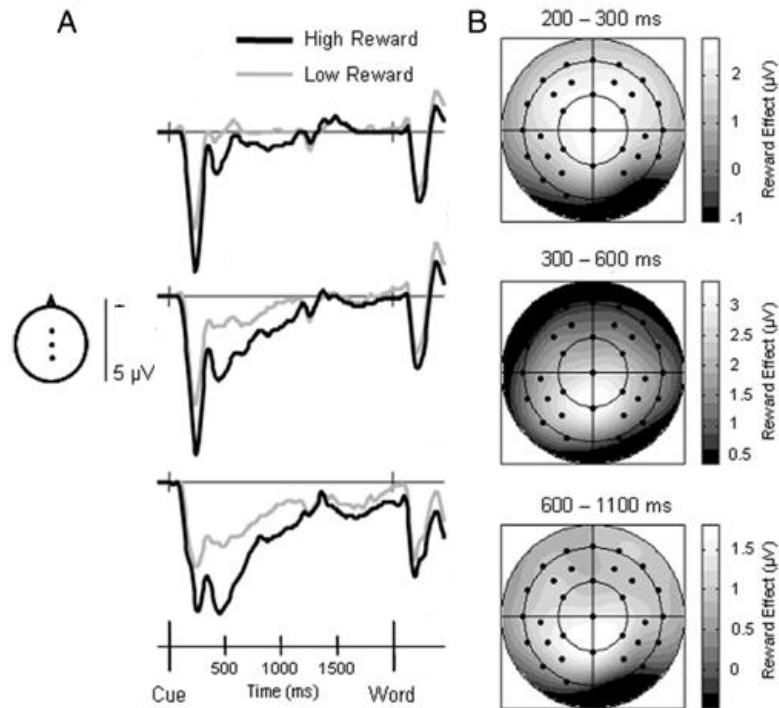 A
High Reward
Low Reward
5 µV
500
1000
1500
Cue
Time (ms)
Word
B
200 – 300 ms
2
1
0
-1
Reward Effect (µV)
300 – 600 ms
3
2.5
2
1.5
1
0.5
Reward Effect (µV)
600 – 1100 ms
1.5
1
0.5
0
Reward Effect (µV)